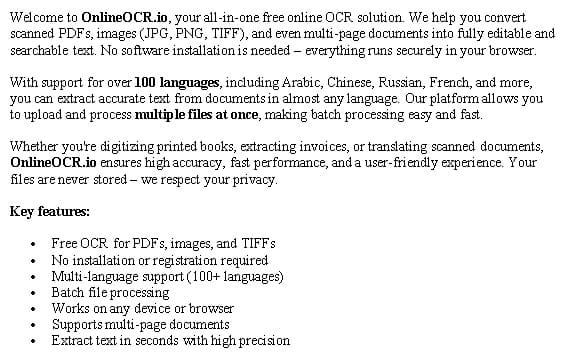 Welcome to OnlineOCR.io, your all-in-one free online OCR solution. We help you convert
scanned PDFs, images (JPG, PNG, TIFF), and even multi-page documents into fully editable and
searchable text. No software installation is needed – everything runs securely in your browser.
With support for over 100 languages, including Arabic, Chinese, Russian, French, and more,
you can extract accurate text from documents in almost any language. Our platform allows you
to upload and process multiple files at once, making batch processing easy and fast.
Whether you're digitizing printed books, extracting invoices, or translating scanned documents,
OnlineOCR.io ensures high accuracy, fast performance, and a user-friendly experience. Your
files are never stored – we respect your privacy.
Key features:
• Free OCR for PDFs, images, and TIFFs
• No installation or registration required
• Multi-language support (100+ languages)
• Batch file processing
• Works on any device or browser
• Supports multi-page documents
• Extract text in seconds with high precision